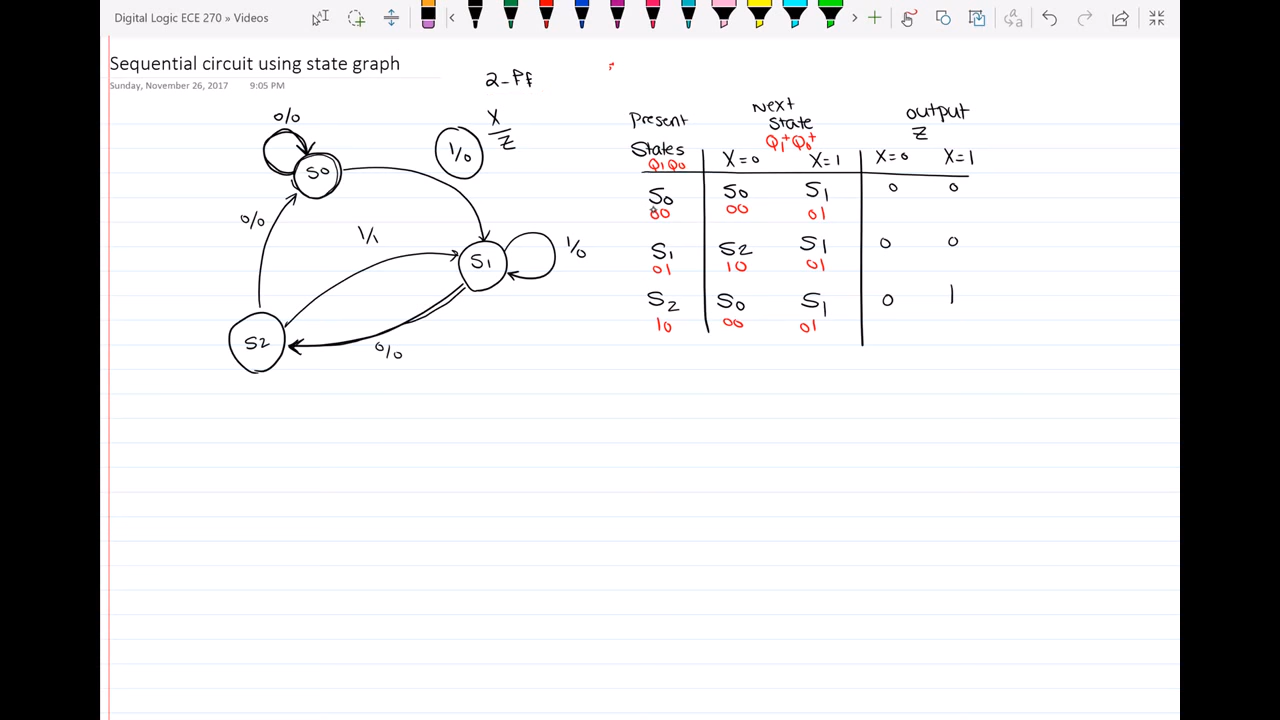 Digital Logic ECE 270 » Videos
Sequential circuit using state graph
Sunday, November 26, 2017 9:05 PM
2-FF
0/0
S0
1/0
X/Z
0/0
1/1
S1
1/0
S2
0/0
Present States Next State output
Q1Q0 Q1+Q0+ Z
X=0 X=1 X=0 X=1
S0 S0 S1 0 0
00 00 01
S1 S2 S1 0 0
01 10 01
S2 S0 S1 0 1
10 00 01